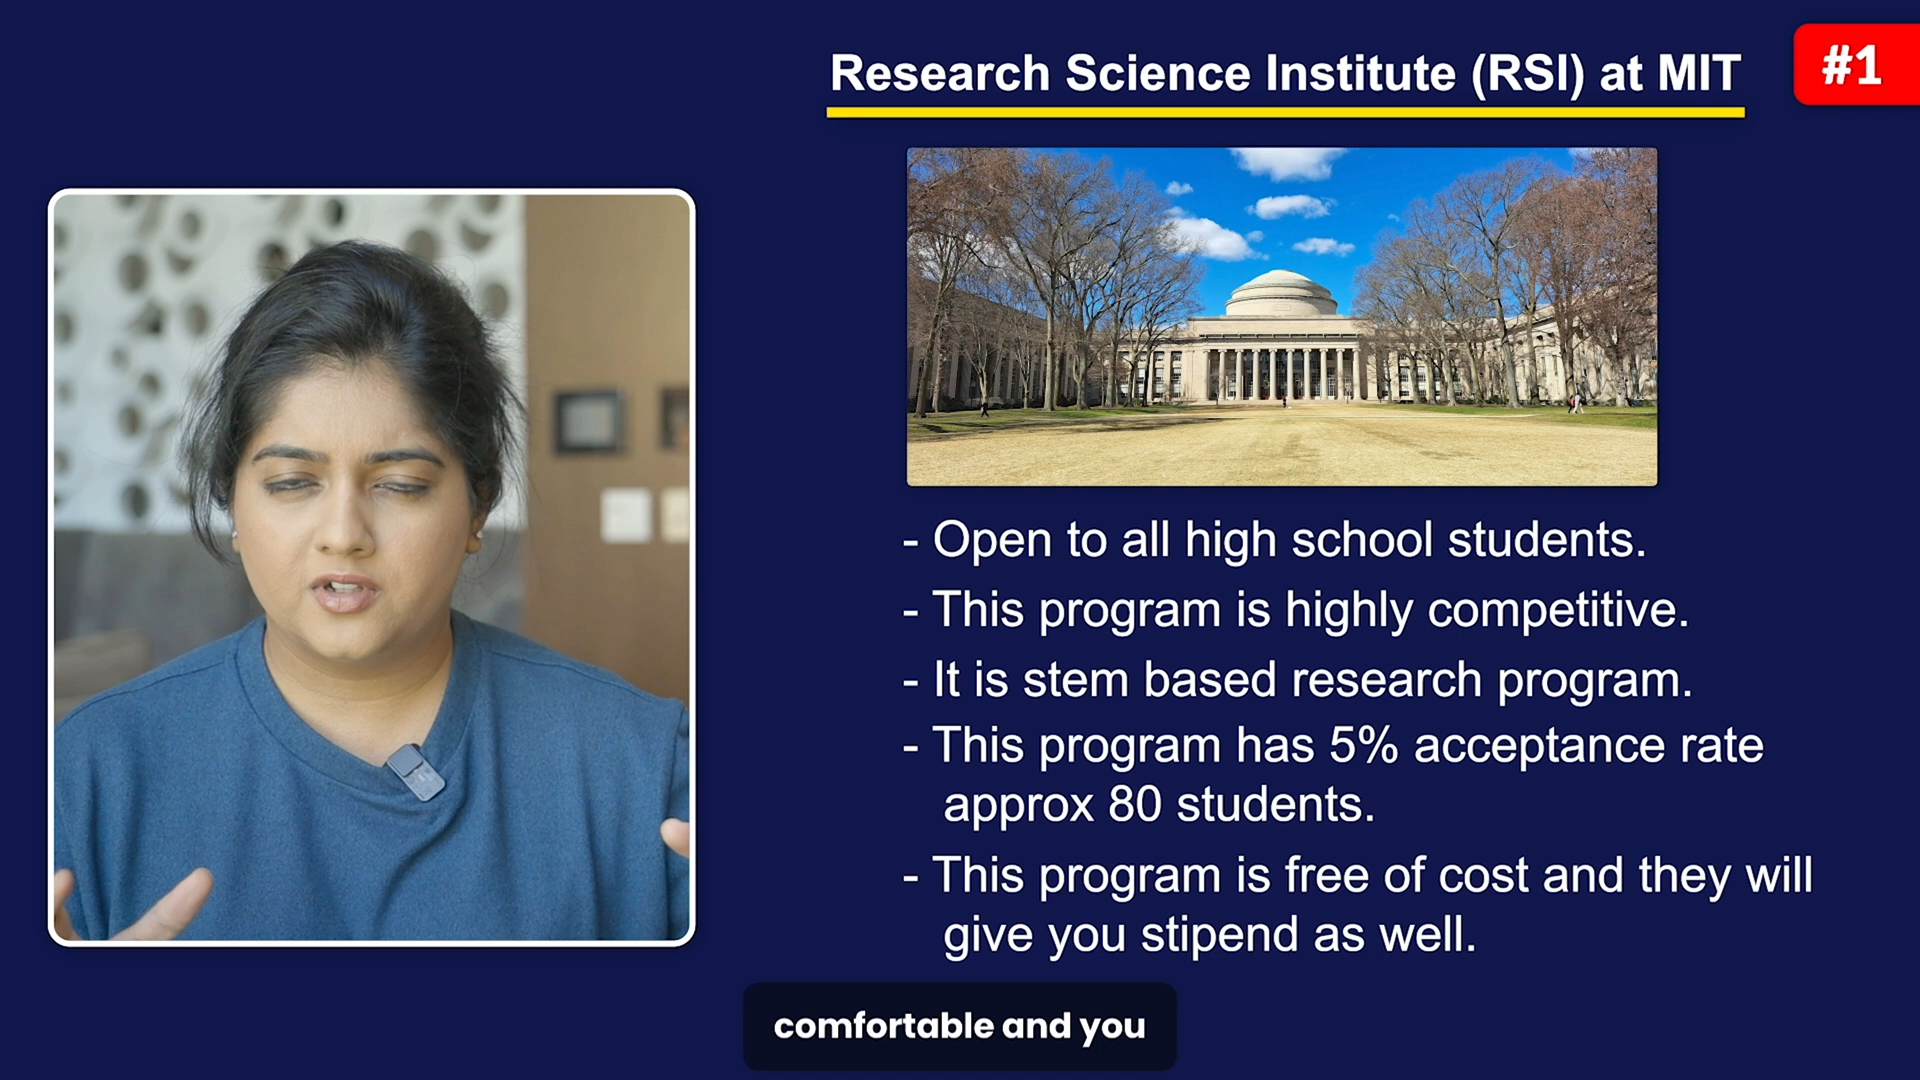 Research Science Institute (RSI) at MIT
#1
- Open to all high school students.
- This program is highly competitive.
- It is stem based research program.
- This program has 5% acceptance rate
approx 80 students.
- This program is free of cost and they will
give you stipend as well.
comfortable and you